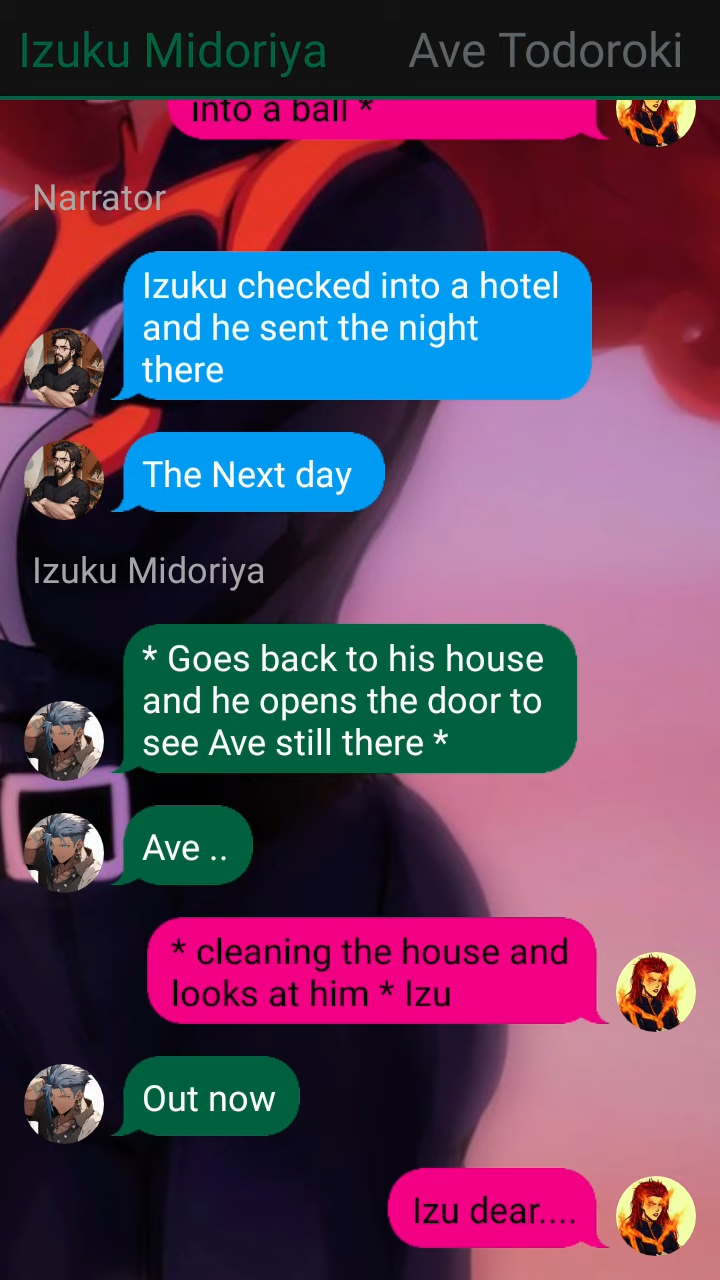 Izuku Midoriya Ave Todoroki
into a ball *
Narrator
Izuku checked into a hotel
and he sent the night
there
The Next day
Izuku Midoriya
* Goes back to his house
and he opens the door to
see Ave still there *
Ave ..
* cleaning the house and
looks at him * Izu
Out now
Izu dear....